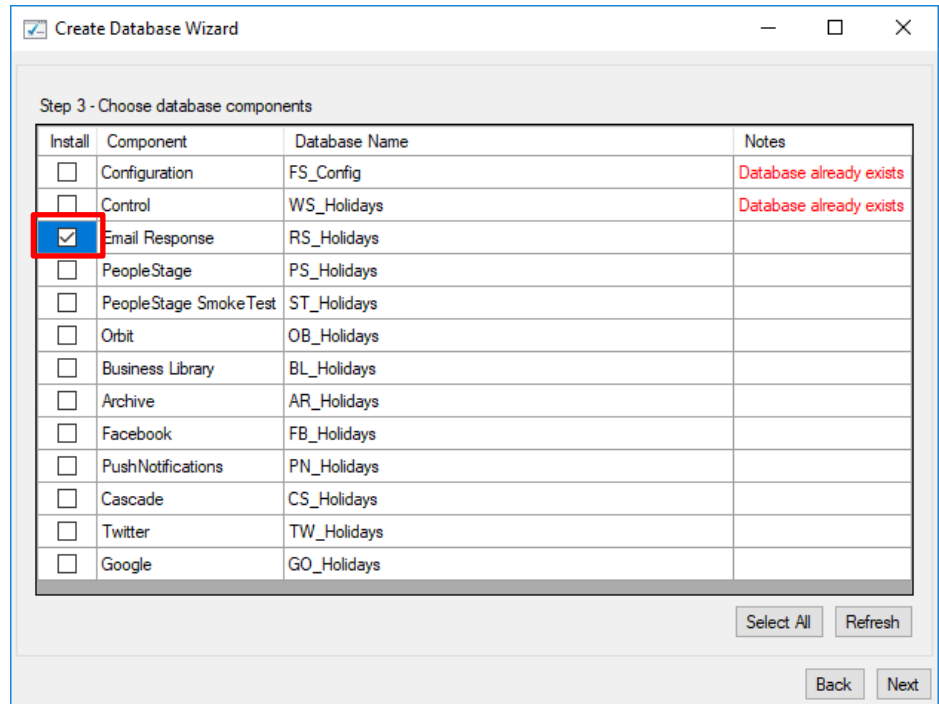 Create Database Wizard
Step 3 - Choose database components
Install Component Database Name Notes
Configuration FS_Config Database already exists
Control WS_Holidays Database already exists
Email Response RS_Holidays
PeopleStage PS_Holidays
PeopleStage SmokeTest ST_Holidays
Orbit OB_Holidays
Business Library BL_Holidays
Archive AR_Holidays
Facebook FB_Holidays
PushNotifications PN_Holidays
Cascade CS_Holidays
Twitter TW_Holidays
Google GO_Holidays
Select All Refresh
Back Next